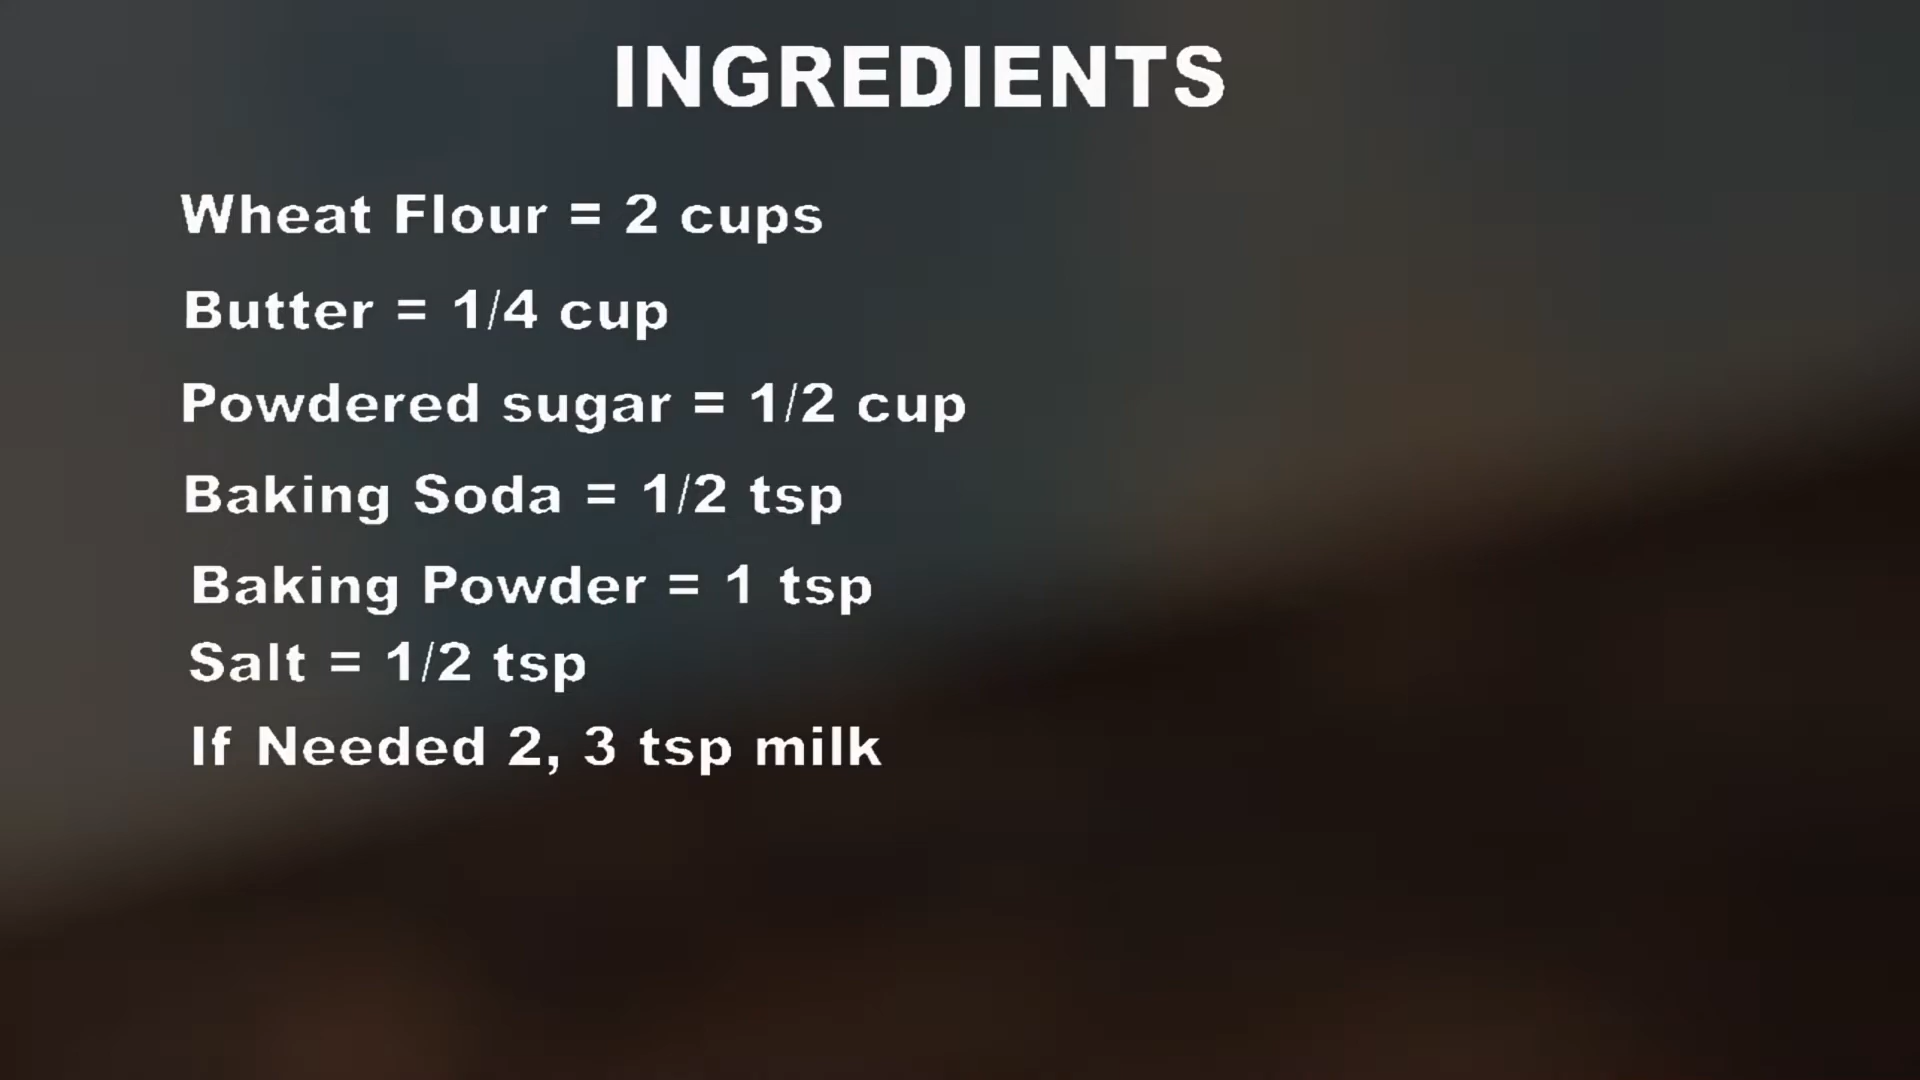 INGREDIENTS
Wheat Flour = 2 cups
Butter = 1/4 cup
Powdered sugar = 1/2 cup
Baking Soda = 1/2 tsp
Baking Powder = 1 tsp
Salt = 1/2 tsp
If Needed 2, 3 tsp milk